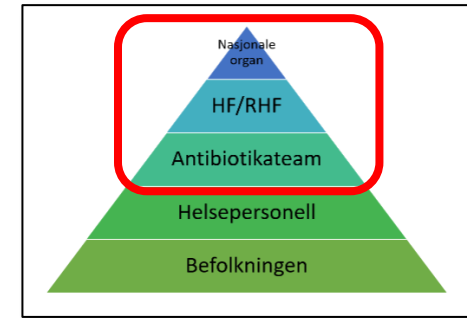 Nasjonale
organ
HF/RHF
Antibiotikateam
Helsepersonell
Befolkningen